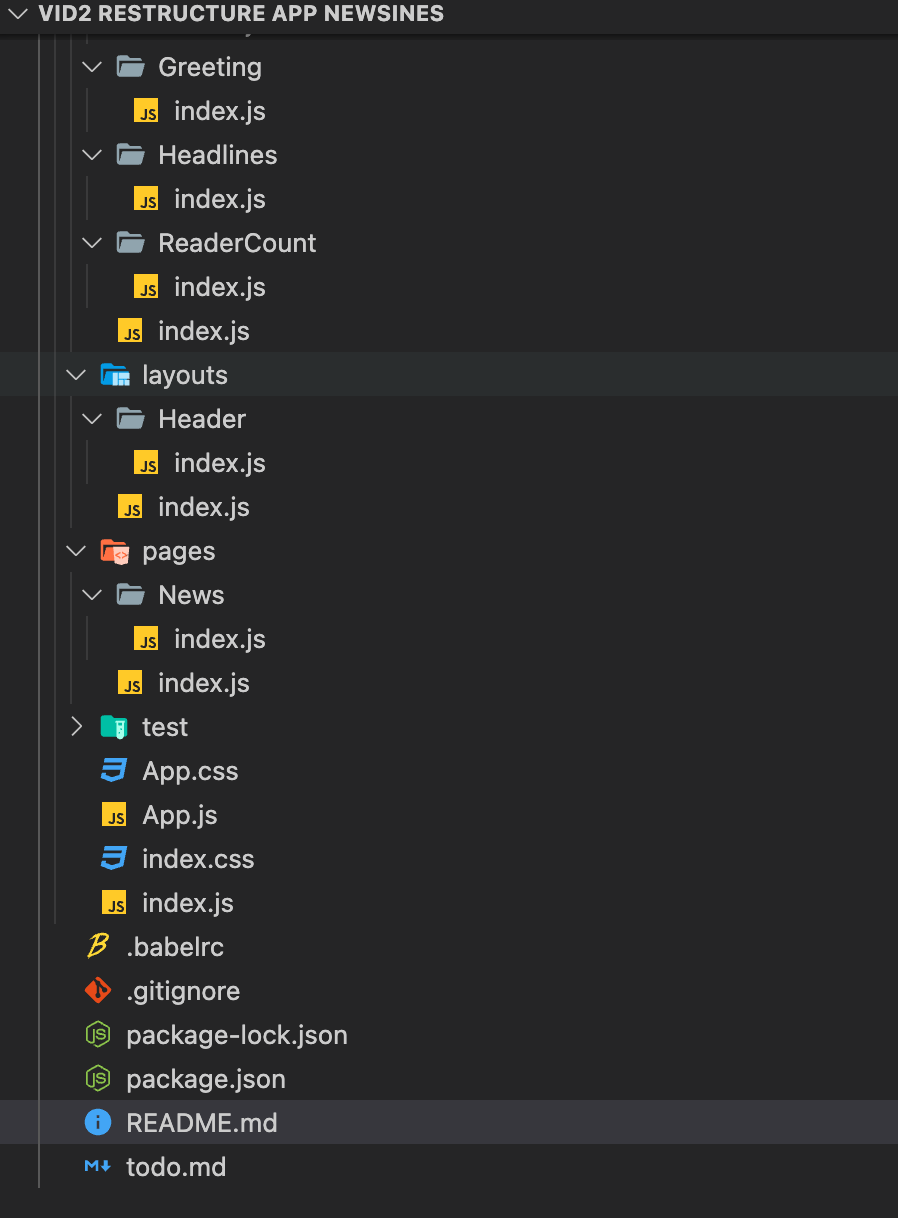 VID2 RESTRUCTURE APP NEWSINES
Greeting
JS index.js
Headlines
JS index.js
ReaderCount
JS index.js
JS index.js
layouts
Header
JS index.js
JS index.js
pages
News
JS index.js
JS index.js
test
App.css
JS App.js
index.css
JS index.js
B .babelrc
.gitignore
JS package-lock.json
JS package.json
i README.md
M todo.md